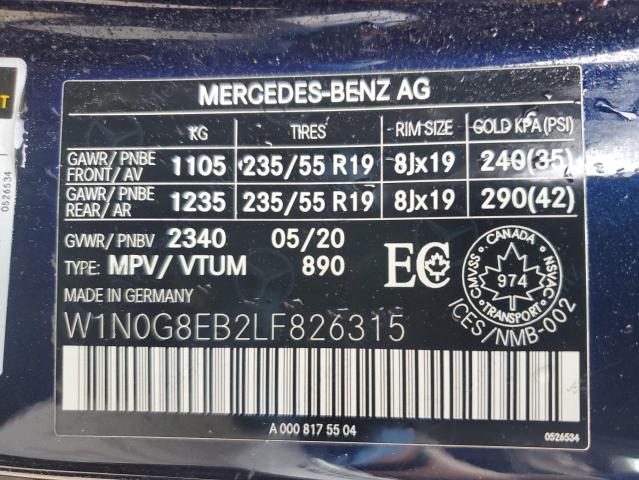 MERCEDES-BENZ AG
KG TIRES RIM SIZE COLD KPA(PSI)
GAWR/PNBE FRONT/AV 1105 235/55 R19 8Jx19 240(35)
GAWR/PNBE REAR/AR 1235 235/55 R19 8Jx19 290(42)
GVWR/PNBV 2340 05/20
TYPE: MPV/VTUM 890
EC
CANADA
CMVSS 974 NSVAC
TRANSPORT
ICES/NMB-002
MADE IN GERMANY
W1N0G8EB2LF826315
A 000 817 55 04
0526534
0526534